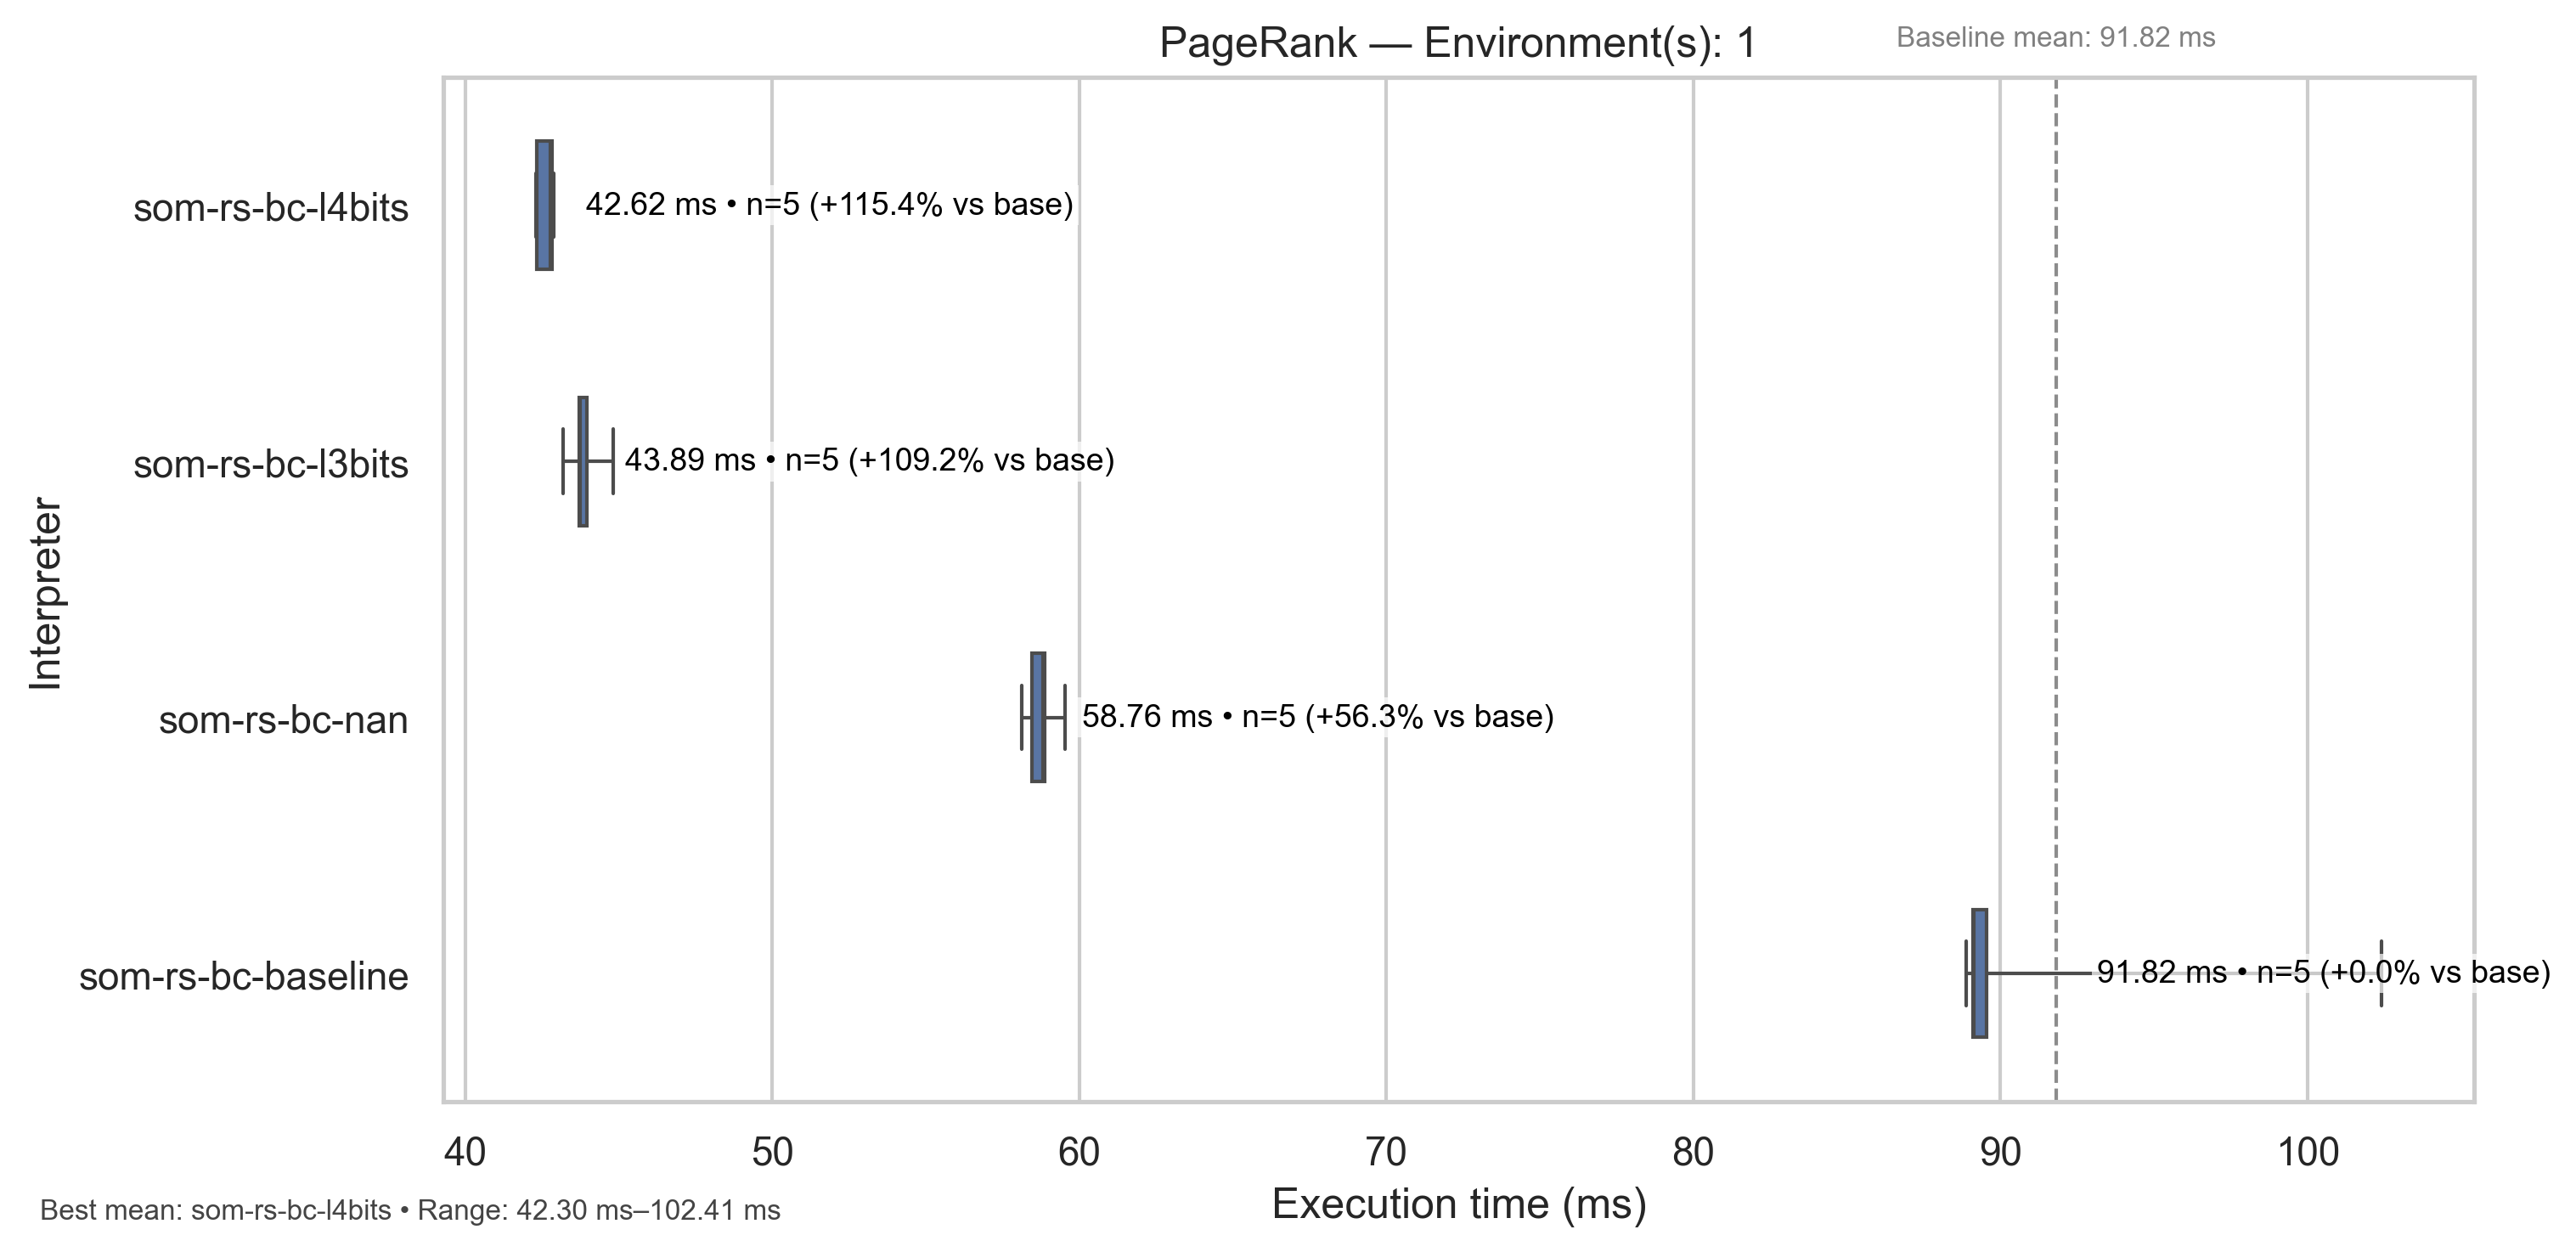 PageRank — Environment(s): 1
Baseline mean: 91.82 ms
som-rs-bc-l4bits
42.62 ms • n=5 (+115.4% vs base)
som-rs-bc-l3bits
43.89 ms • n=5 (+109.2% vs base)
Interpreter
som-rs-bc-nan
58.76 ms • n=5 (+56.3% vs base)
som-rs-bc-baseline
91.82 ms • n=5 (+0.0% vs base)
40 50 60 70 80 90 100
Execution time (ms)
Best mean: som-rs-bc-l4bits • Range: 42.30 ms–102.41 ms